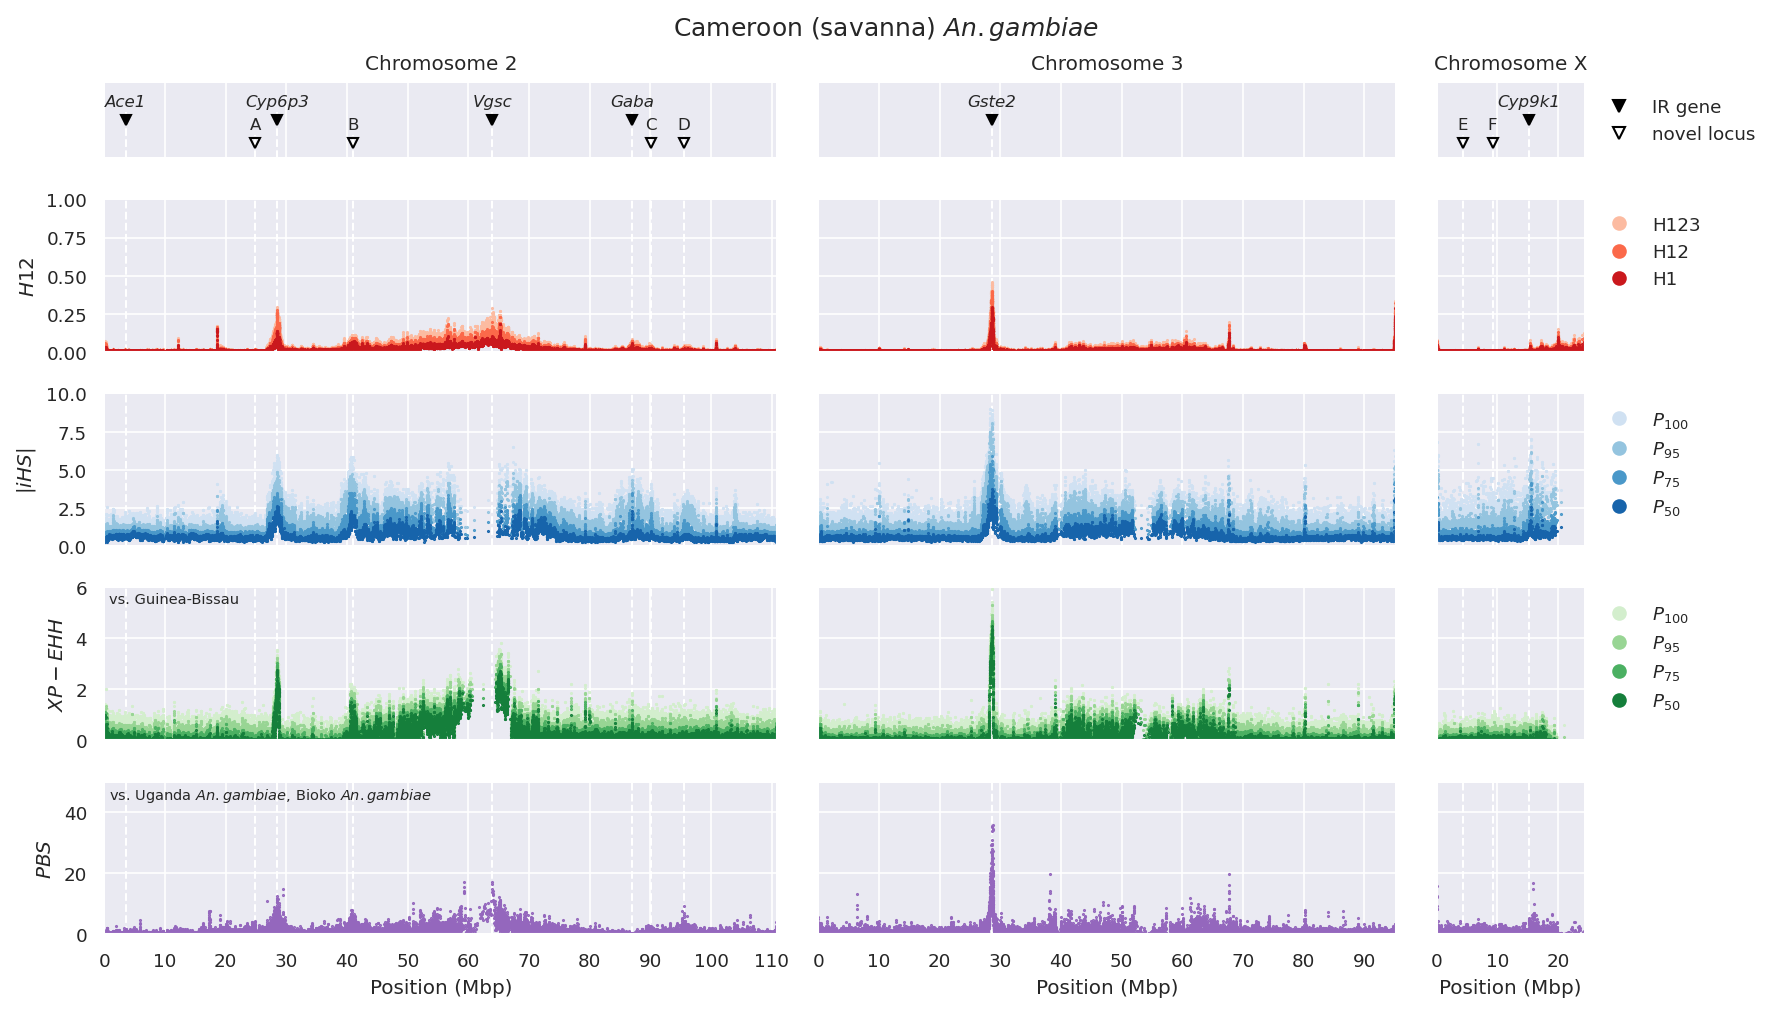 Cameroon (savanna) An. gambiae
Chromosome 2
Chromosome 3
Chromosome X
Ace1
Cyp6p3
Vgsc
Gaba
Gste2
Cyp9k1
A
B
C
D
E
F
IR gene
novel locus
1.00
0.75
0.50
0.25
0.00
H12
H123
H12
H1
10.0
7.5
5.0
2.5
0.0
|iHS|
P100
P95
P75
P50
6
4
2
0
XP − EHH
vs. Guinea-Bissau
P100
P95
P75
P50
40
20
0
PBS
vs. Uganda An. gambiae, Bioko An. gambiae
0 10 20 30 40 50 60 70 80 90 100 110
0 10 20 30 40 50 60 70 80 90
0 10 20
Position (Mbp)
Position (Mbp)
Position (Mbp)